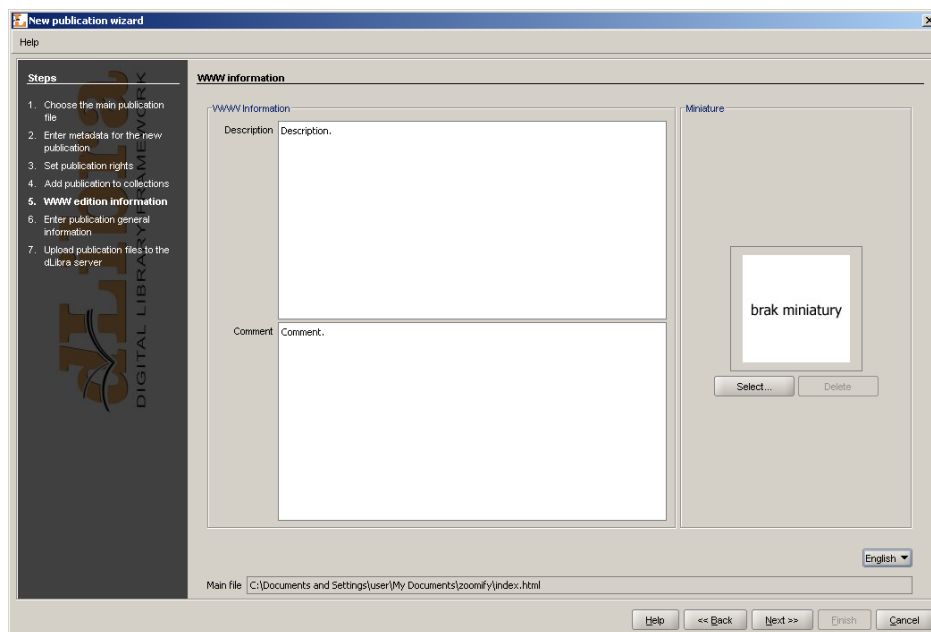 New publication wizard
Help
Steps
1. Choose the main publication
file
2. Enter metadata for the new
publication
3. Set publication rights
4. Add publication to collections
5. WWW edition information
6. Enter publication general
information
7. Upload publication files to the
dLibra server
dLibra
DIGITAL LIBRARY FRAMEWORK
WWW information
WWW Information
Description
Description.
Comment
Comment.
Miniature
brak miniatury
Select...
Delete
English
Main file
C:\Documents and Settings\user\My Documents\zoomify\index.html
Help
<< Back
Next >>
Finish
Cancel